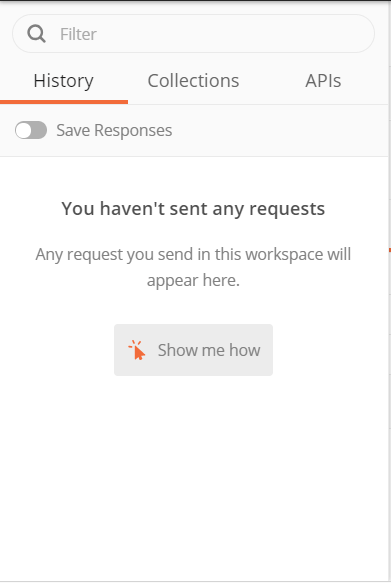 Filter
History Collections APIs
Save Responses
You haven't sent any requests
Any request you send in this workspace will
appear here.
Show me how